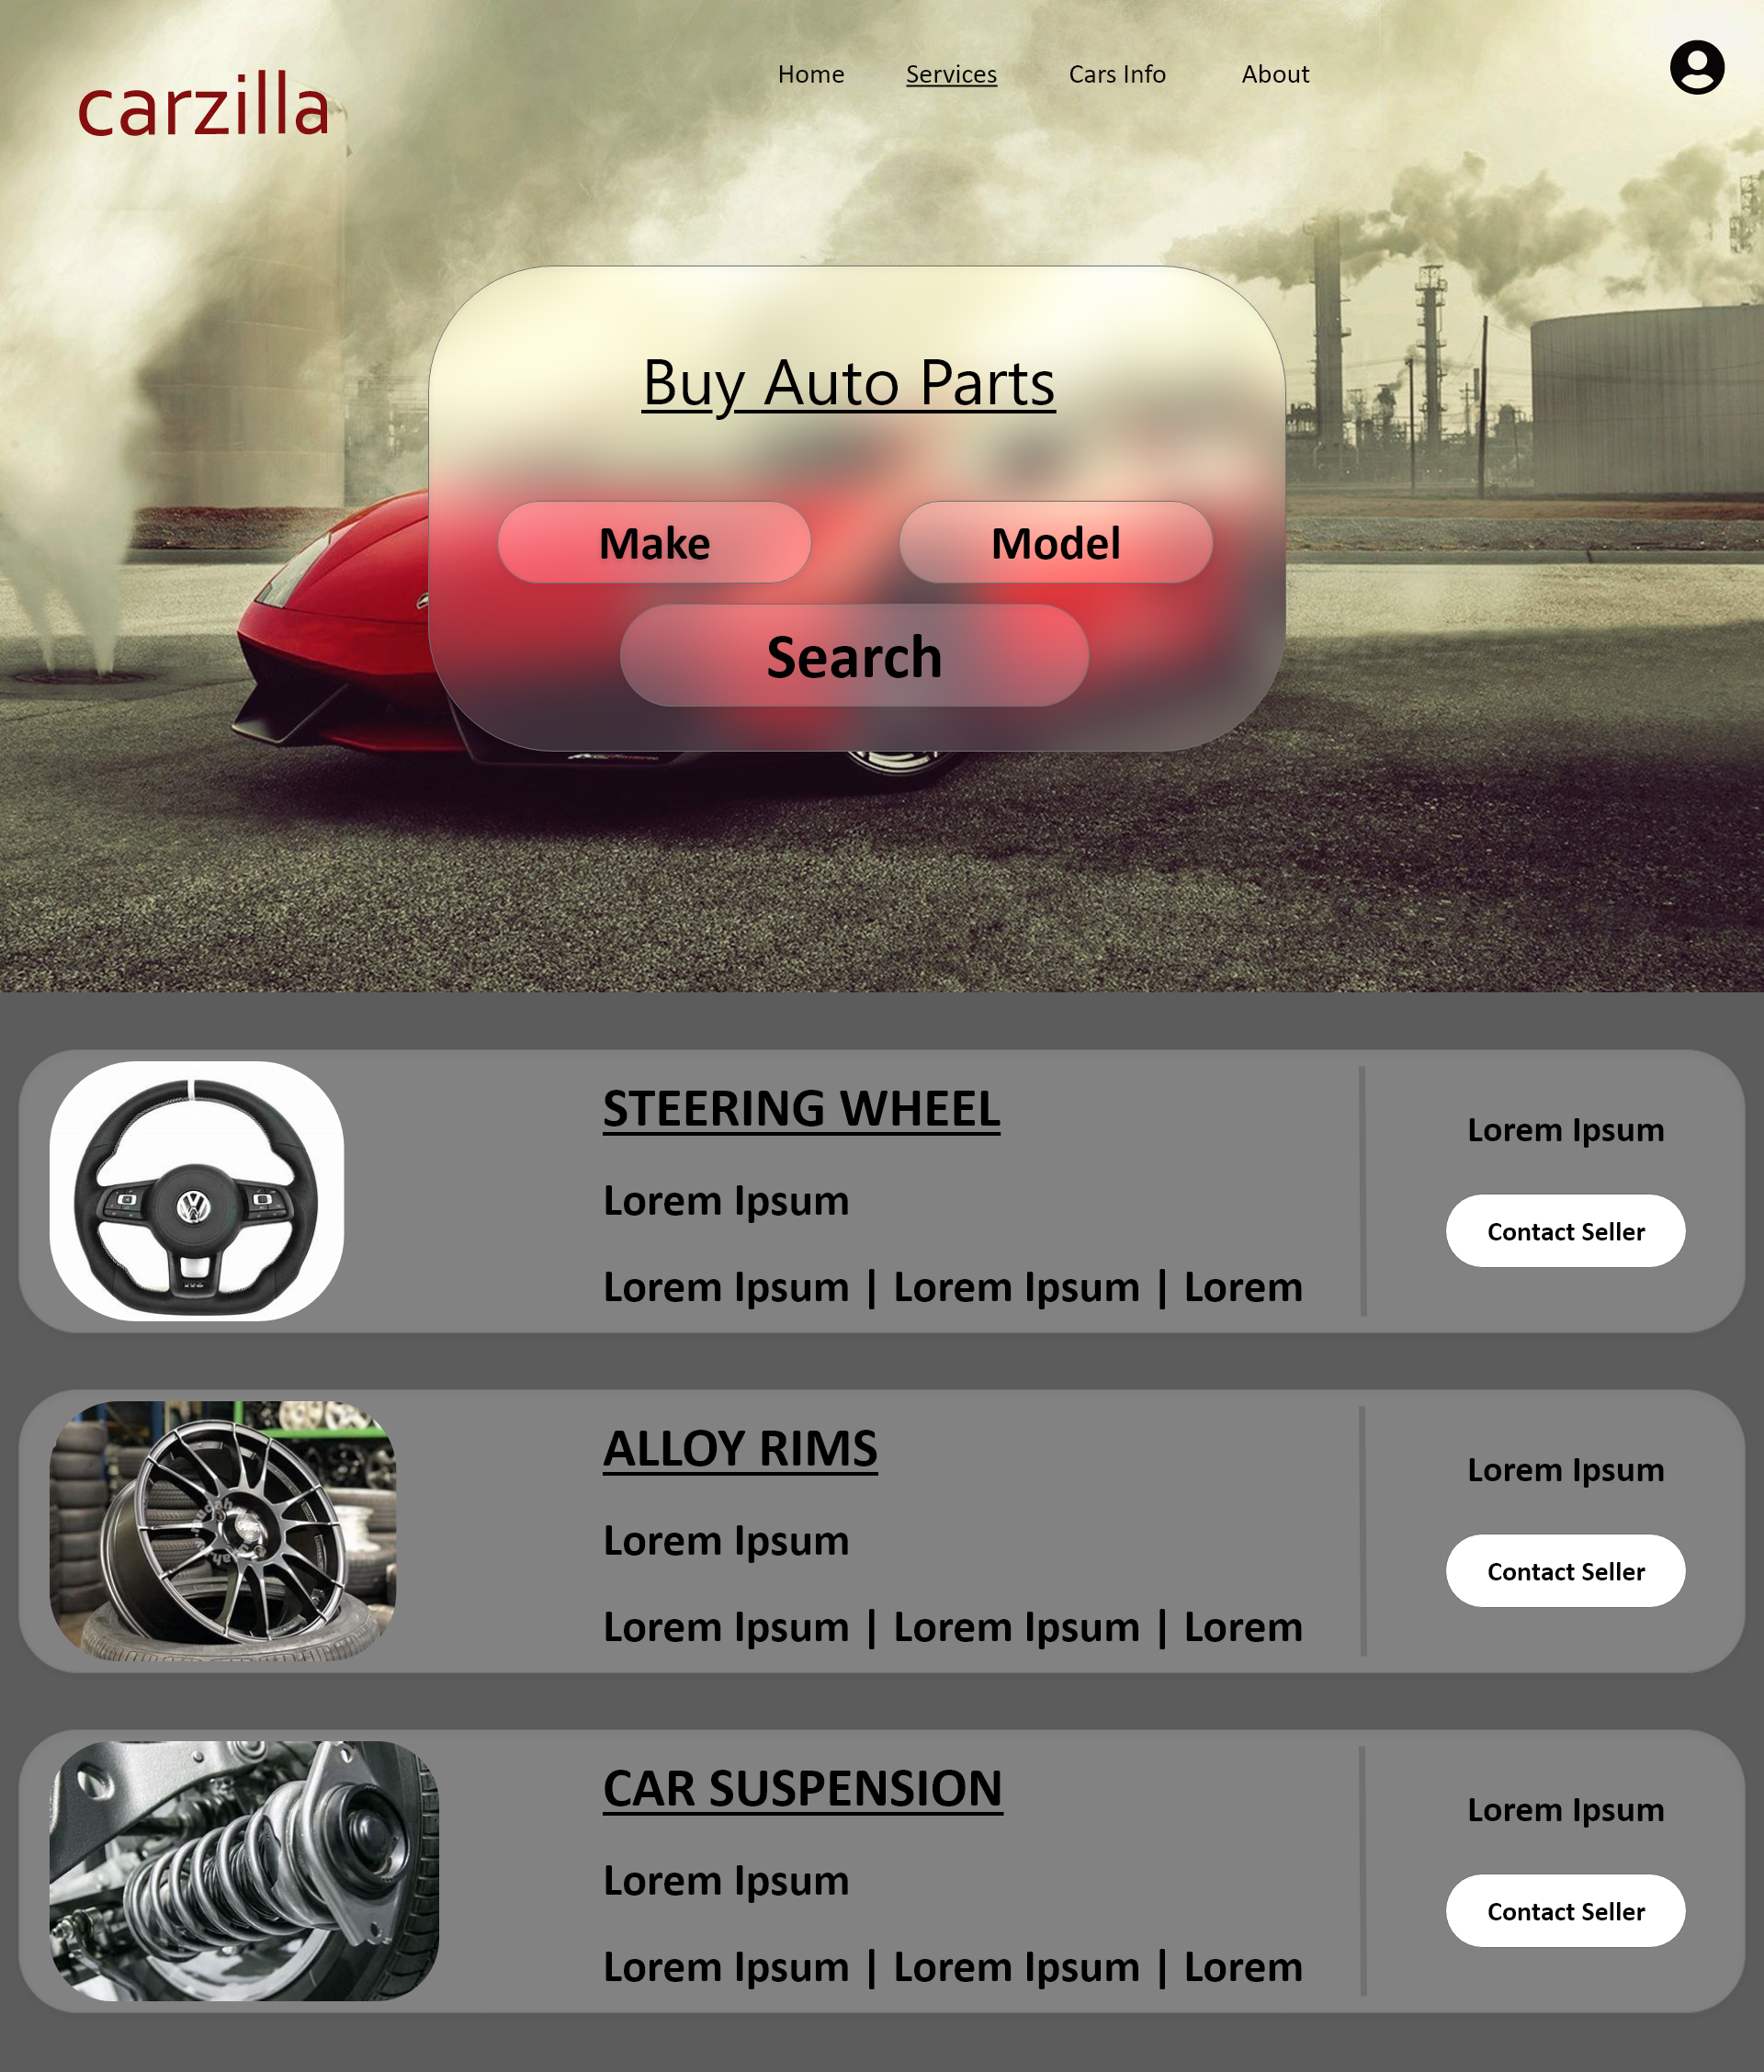 carzilla
Home Services Cars Info About
Buy Auto Parts
Make Model
Search
STEERING WHEEL
Lorem Ipsum
Lorem Ipsum | Lorem Ipsum | Lorem
Lorem Ipsum
Contact Seller
ALLOY RIMS
Lorem Ipsum
Lorem Ipsum | Lorem Ipsum | Lorem
Lorem Ipsum
Contact Seller
CAR SUSPENSION
Lorem Ipsum
Lorem Ipsum | Lorem Ipsum | Lorem
Lorem Ipsum
Contact Seller